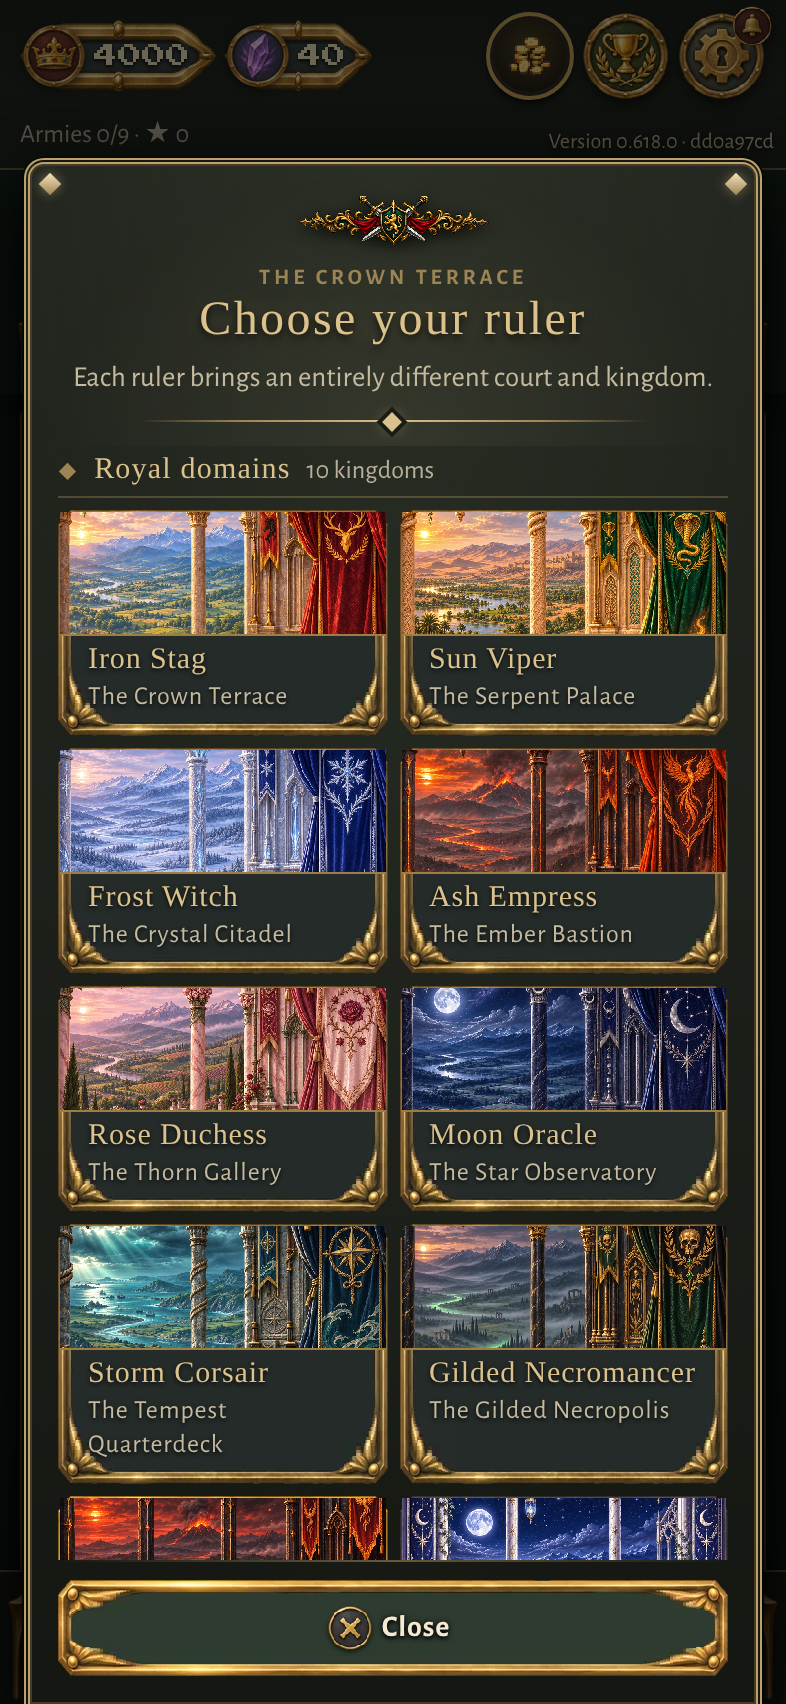 4000
40
Armies 0/9 · ★ 0
Version 0.618.0 · dd0a97cd
THE CROWN TERRACE
Choose your ruler
Each ruler brings an entirely different court and kingdom.
Royal domains 10 kingdoms
Iron Stag
The Crown Terrace
Sun Viper
The Serpent Palace
Frost Witch
The Crystal Citadel
Ash Empress
The Ember Bastion
Rose Duchess
The Thorn Gallery
Moon Oracle
The Star Observatory
Storm Corsair
The Tempest
Quarterdeck
Gilded Necromancer
The Gilded Necropolis
Close